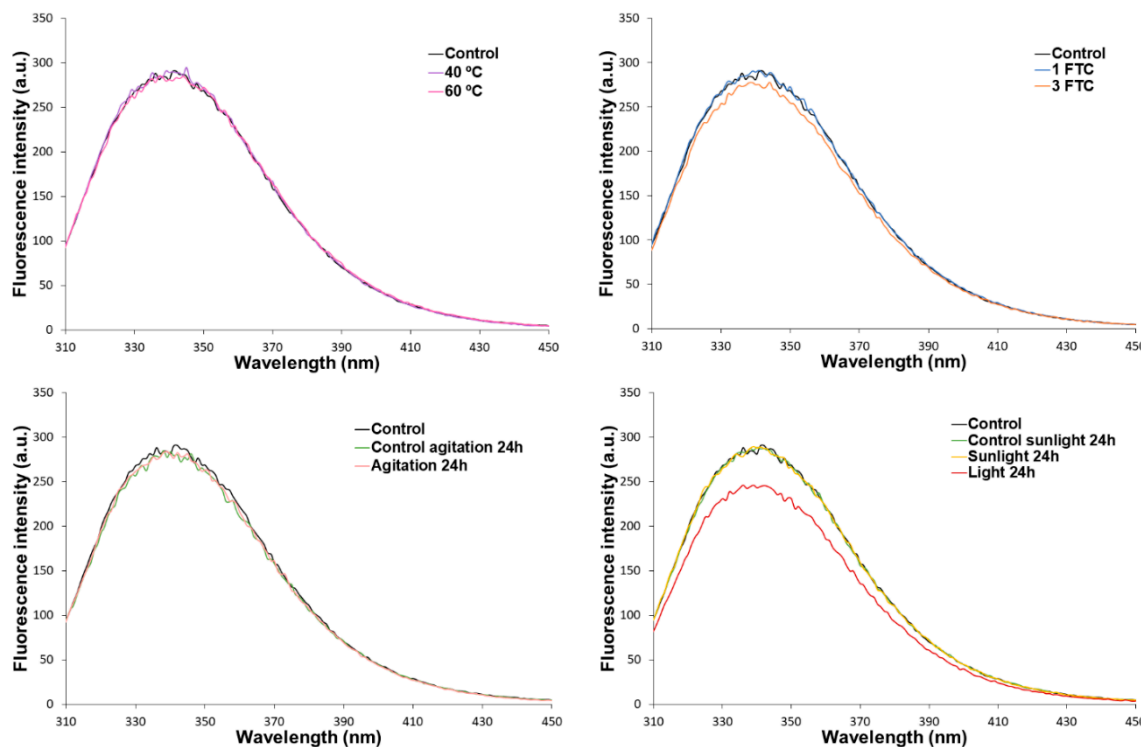 350
300
250
200
150
100
50
0
Fluorescence intensity (a.u.)
310 330 350 370 390 410 430 450
Wavelength (nm)
Control
40 ºC
60 ºC
350
300
250
200
150
100
50
0
Fluorescence intensity (a.u.)
310 330 350 370 390 410 430 450
Wavelength (nm)
Control
1 FTC
3 FTC
350
300
250
200
150
100
50
0
Fluorescence intensity (a.u.)
310 330 350 370 390 410 430 450
Wavelength (nm)
Control
Control agitation 24h
Agitation 24h
350
300
250
200
150
100
50
0
Fluorescence intensity (a.u.)
310 330 350 370 390 410 430 450
Wavelength (nm)
Control
Control sunlight 24h
Sunlight 24h
Light 24h